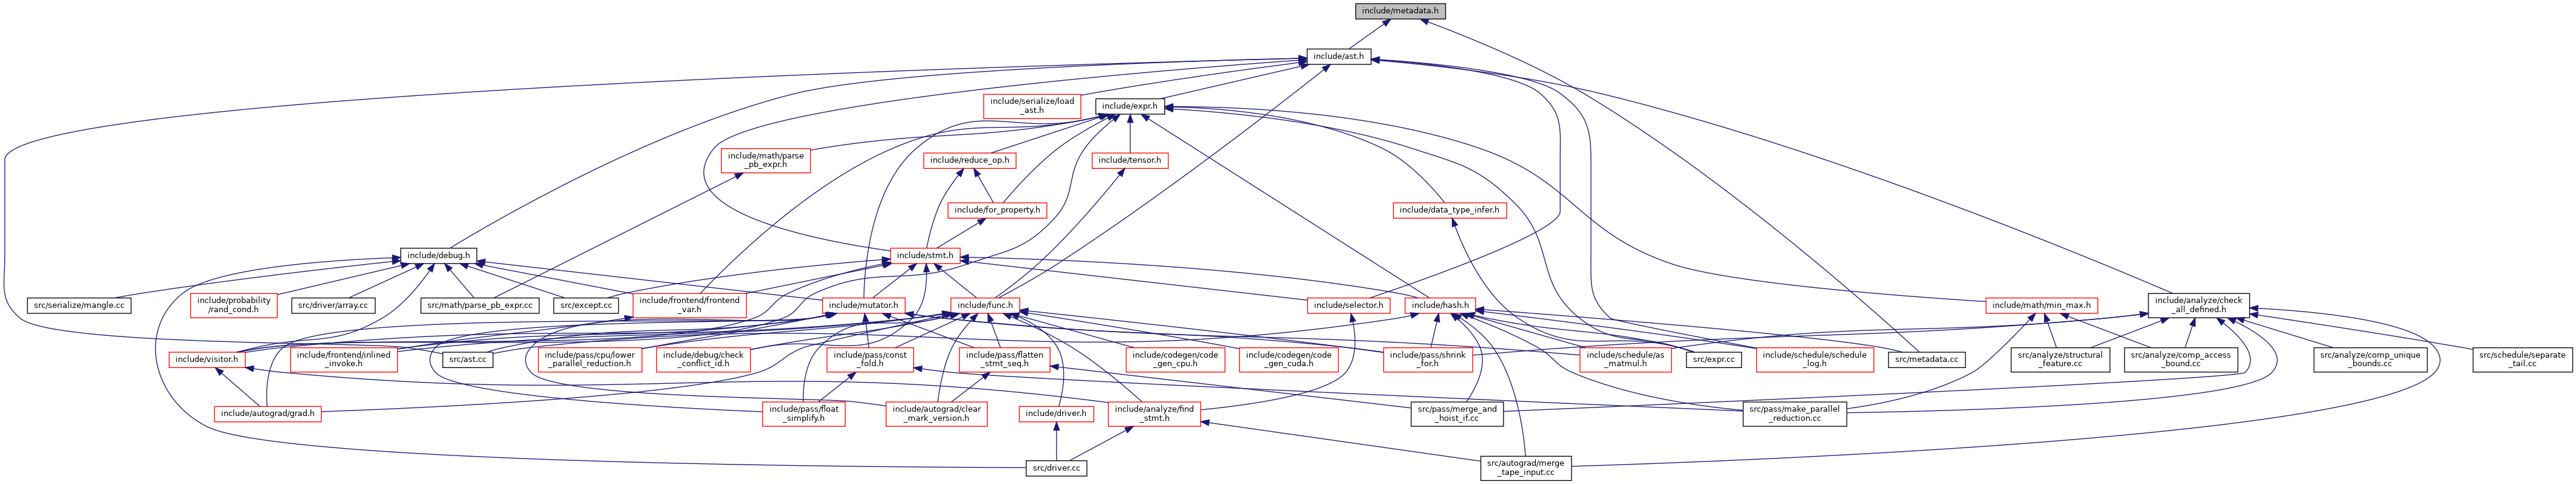 include/metadata.h
include/ast.h
include/serialize/load
_ast.h
include/expr.h
include/math/parse
_pb_expr.h
include/reduce_op.h
include/tensor.h
include/for_property.h
include/data_type_infer.h
include/debug.h
include/stmt.h
src/serialize/mangle.cc
include/probability
/rand_cond.h
src/driver/array.cc
src/math/parse_pb_expr.cc
src/except.cc
include/frontend/frontend
_var.h
include/mutator.h
include/func.h
include/selector.h
include/hash.h
include/math/min_max.h
include/analyze/check
_all_defined.h
include/visitor.h
include/frontend/inlined
_invoke.h
src/ast.cc
include/pass/cpu/lower
_parallel_reduction.h
include/debug/check
_conflict_id.h
include/pass/const
_fold.h
include/pass/flatten
_stmt_seq.h
include/codegen/code
_gen_cpu.h
include/codegen/code
_gen_cuda.h
include/pass/shrink
_for.h
include/schedule/as
_matmul.h
src/expr.cc
include/schedule/schedule
_log.h
src/metadata.cc
src/analyze/structural
_feature.cc
src/analyze/comp_access
_bound.cc
src/analyze/comp_unique
_bounds.cc
src/schedule/separate
_tail.cc
include/autograd/grad.h
include/pass/float
_simplify.h
include/autograd/clear
_mark_version.h
include/driver.h
include/analyze/find
_stmt.h
src/pass/merge_and
_hoist_if.cc
src/pass/make_parallel
_reduction.cc
src/driver.cc
src/autograd/merge
_tape_input.cc